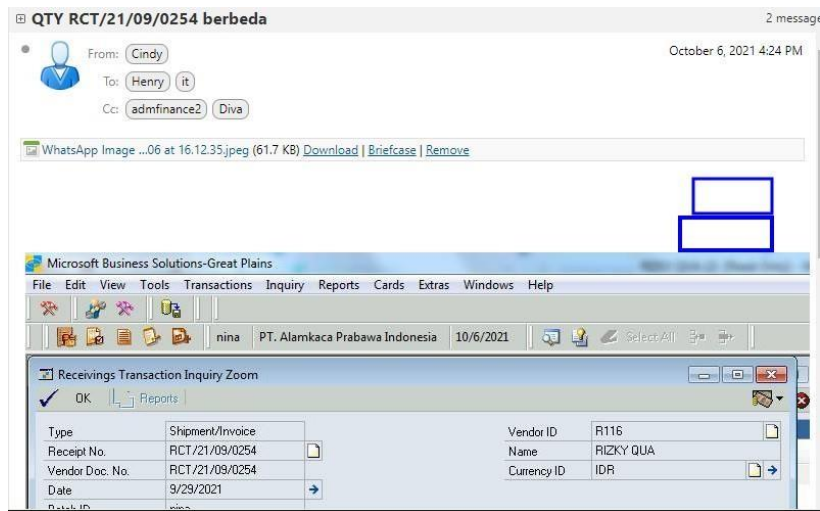 QTY RCT/21/09/0254 berbeda
2 message
From: Cindy
October 6, 2021 4:24 PM
To: Henry it
Cc: admfinance2 Diva
WhatsApp Image ...06 at 16.12.35.jpeg (61.7 KB) Download | Briefcase | Remove
Microsoft Business Solutions-Great Plains
File Edit View Tools Transactions Inquiry Reports Cards Extras Windows Help
nina PT. Alamkaca Prabawa Indonesia 10/6/2021 Select All
Receivings Transaction Inquiry Zoom
OK Reports
Type Shipment/Invoice Vendor ID R116
Receipt No. RCT/21/09/0254 Name RIZKY QUA
Vendor Doc. No. RCT/21/09/0254 Currency ID IDR
Date 9/29/2021
Batch ID nina